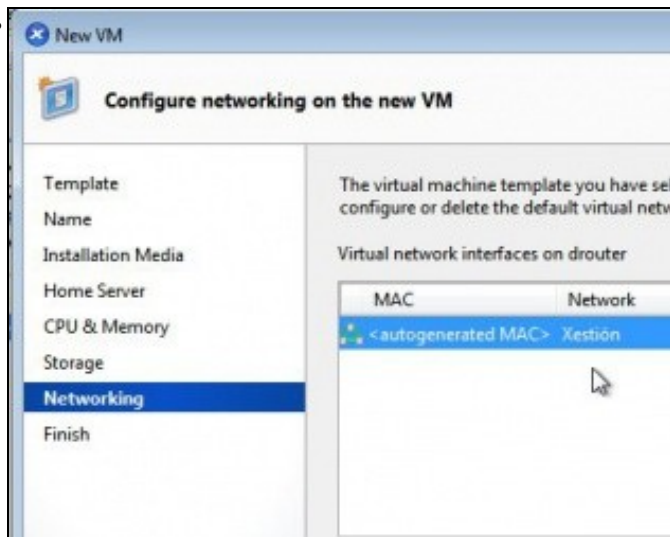 New VM
Configure networking on the new VM
Template
Name
Installation Media
Home Server
CPU & Memory
Storage
Networking
Finish
The virtual machine template you have
configure or delete the default virtual
Virtual network interfaces on drouter
MAC Network
<autogenerated MAC> Xestión